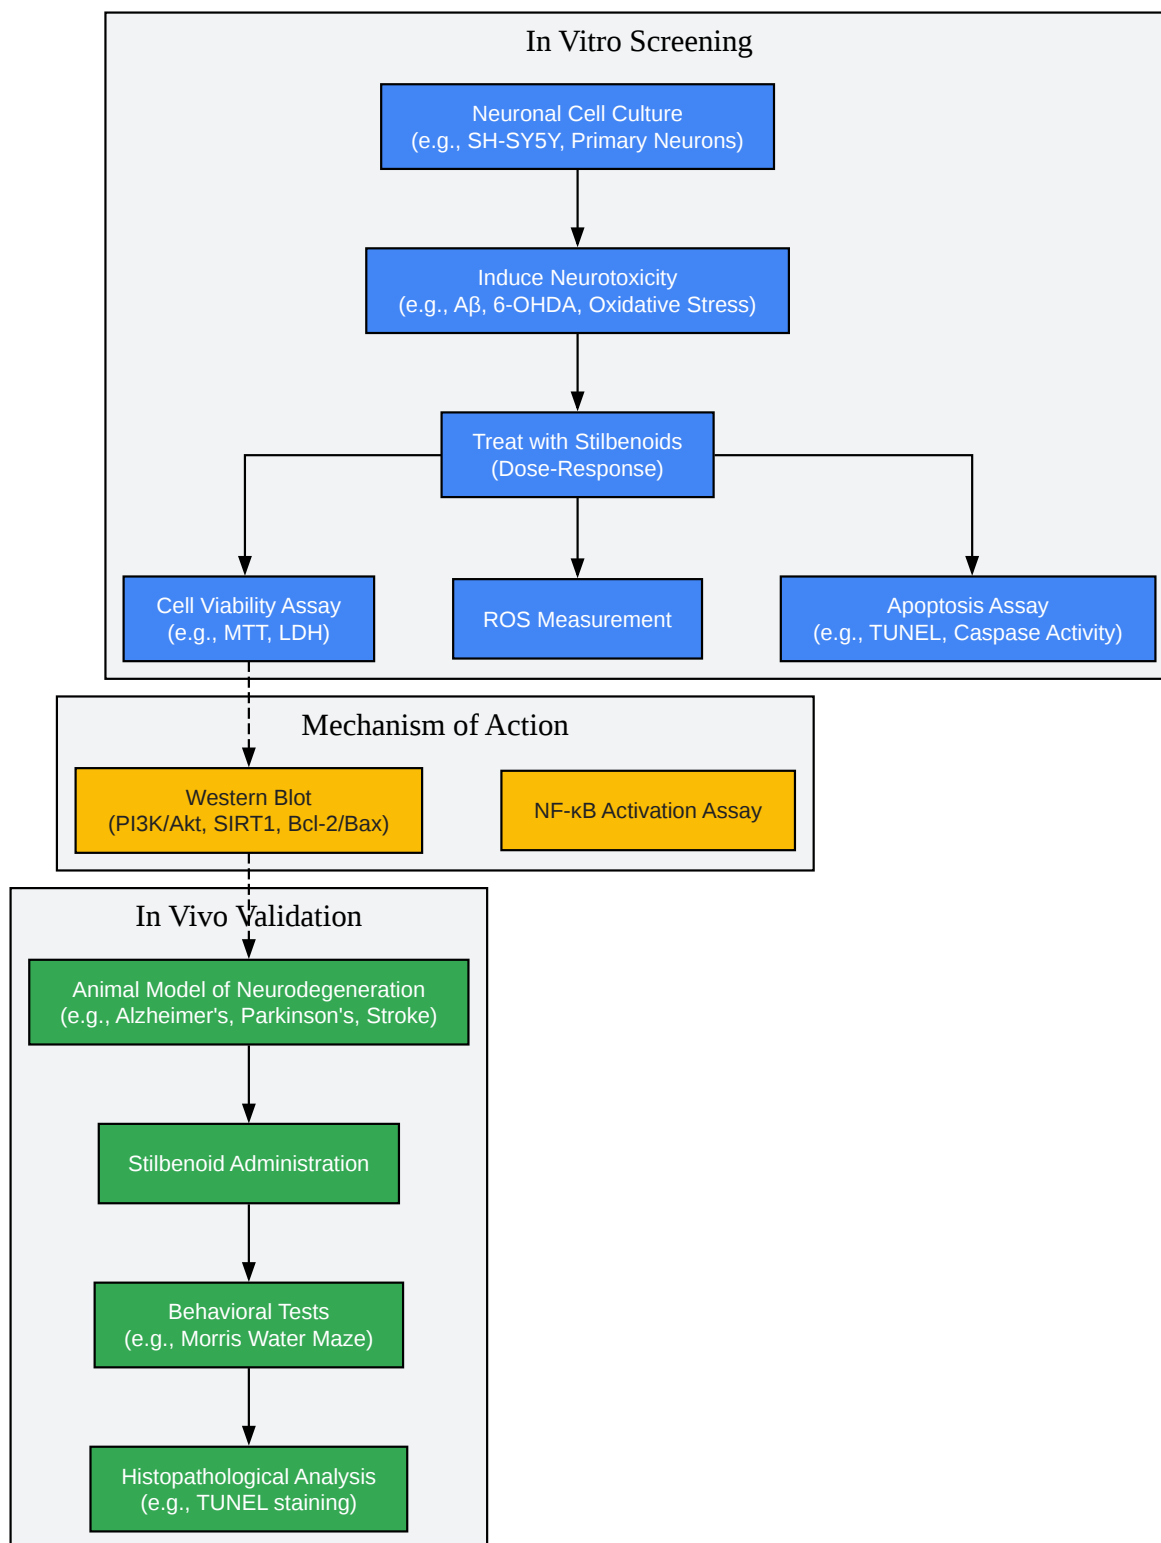 In Vitro Screening
Neuronal Cell Culture
(e.g., SH-SY5Y, Primary Neurons)
Induce Neurotoxicity
(e.g., Aβ, 6-OHDA, Oxidative Stress)
Treat with Stilbenoids
(Dose-Response)
Cell Viability Assay
(e.g., MTT, LDH)
ROS Measurement
Apoptosis Assay
(e.g., TUNEL, Caspase Activity)
Mechanism of Action
Western Blot
(PI3K/Akt, SIRT1, Bcl-2/Bax)
NF-κB Activation Assay
In Vivo Validation
Animal Model of Neurodegeneration
(e.g., Alzheimer's, Parkinson's, Stroke)
Stilbenoid Administration
Behavioral Tests
(e.g., Morris Water Maze)
Histopathological Analysis
(e.g., TUNEL staining)